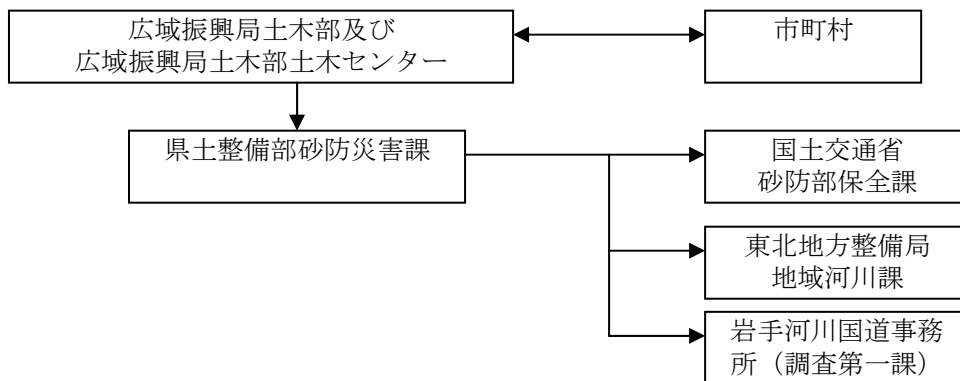 広域振興局土木部及び
広域振興局土木部土木センター
市町村
県土整備部砂防災害課
国土交通省
砂防部保全課
東北地方整備局
地域河川課
岩手河川国道事務
所（調査第一課）